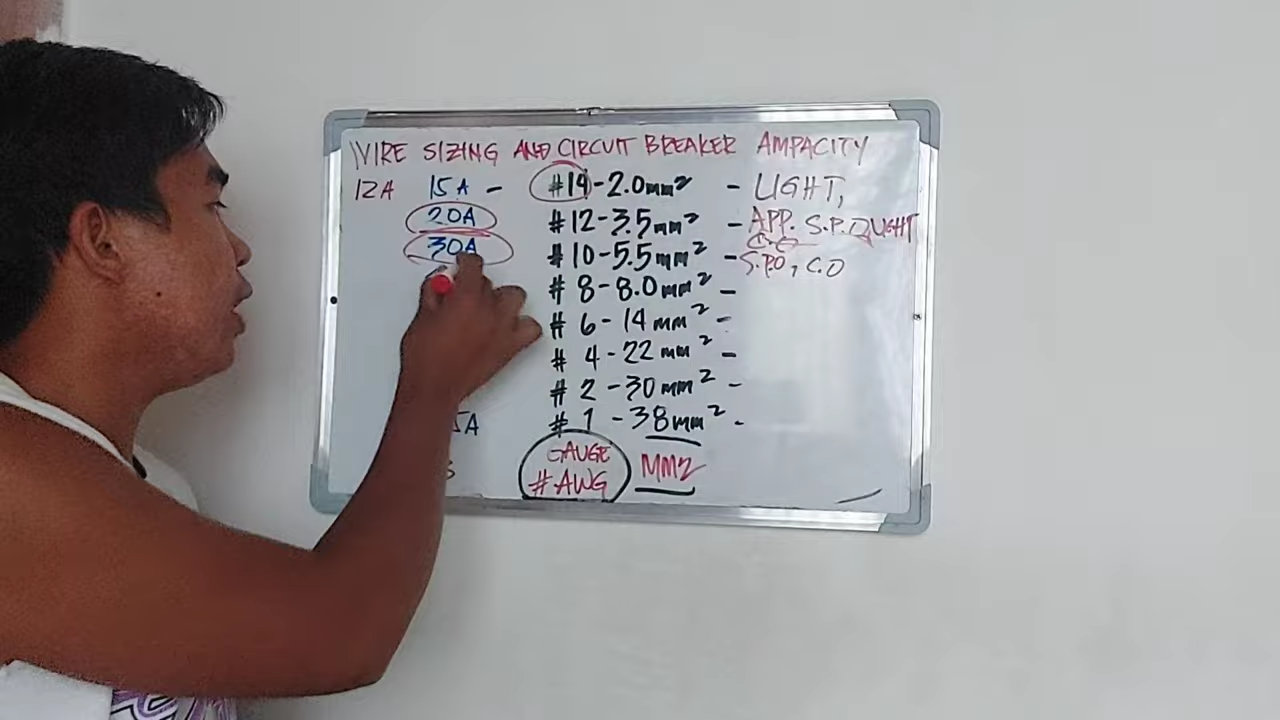 WIRE SIZING AND CIRCUIT BREAKER AMPACITY
12A 15A - #14-2.0mm² - LIGHT,
20A #12-3.5mm² - APP. S.P.O LIGHT
C.O
30A #10-5.5mm² - S.P.O, C.O
# 8-8.0mm² -
# 6-14mm² -
# 4-22mm² -
# 2-30mm² -
5A # 1-38mm² -
GAUGE MM2
#AWG